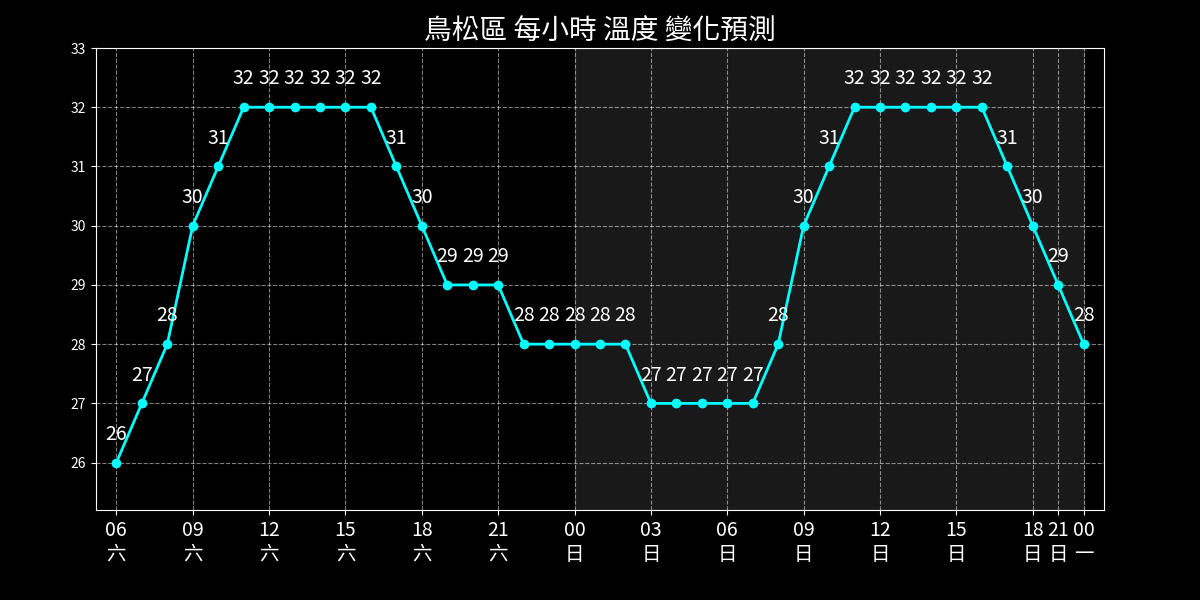 鳥松區 每小時 溫度 變化預測
33
32 32 32 32 32 32 32 32 32 32 32 32
32
31 31 31 31
31
30 30 30 30
30
29 29 29 29
29
28 28 28 28 28 28 28 28
28
27 27 27 27 27 27
27
26
26
06 09 12 15 18 21 00 03 06 09 12 15 18 21 00
六 六 六 六 六 六 日 日 日 日 日 日 日 日 一